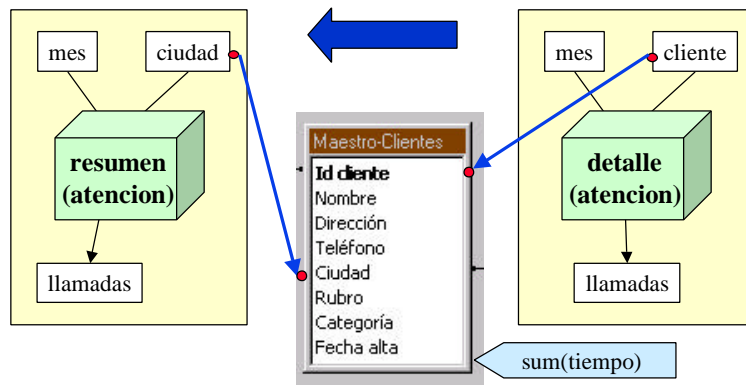 mes
ciudad
resumen
(atencion)
llamadas
Maestro-Clientes
Id cliente
Nombre
Dirección
Teléfono
Ciudad
Rubro
Categoría
Fecha alta
mes
cliente
detalle
(atencion)
llamadas
sum(tiempo)